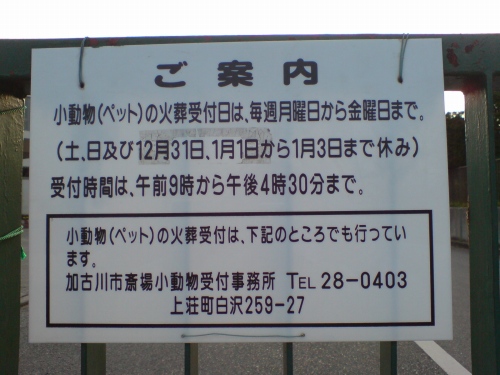 ご案内
小動物(ペット)の火葬受付日は、毎週月曜日から金曜日まで。
(土、日及び12月31日、1月1日から1月3日まで休み)
受付時間は、午前9時から午後4時30分まで。
小動物(ペット)の火葬受付は、下記のところでも行ってい
ます。
加古川市斎場小動物受付事務所 TEL 28-0403
上荘町白沢259-27